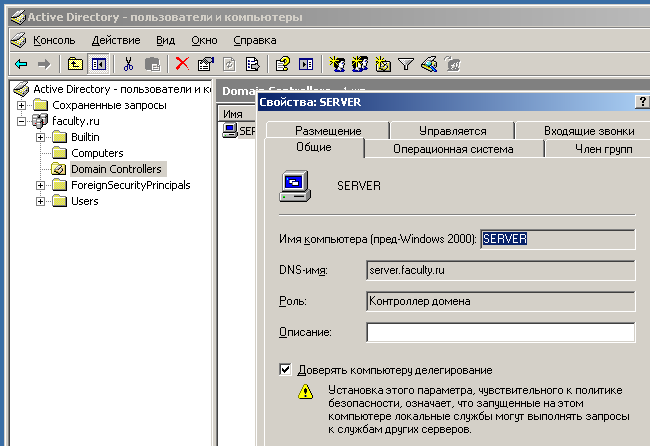 Active Directory - пользователи и компьютеры
Консоль Действие Вид Окно Справка
Active Directory - пользователи и к
Сохраненные запросы
faculty.ru
Builtin
Computers
Domain Controllers
ForeignSecurityPrincipals
Users
Domain Controllers
Имя
SER
Свойства: SERVER
Размещение Управляется Входящие звонки
Общие Операционная система Член групп
SERVER
Имя компьютера (пред-Windows 2000): SERVER
DNS-имя: server.faculty.ru
Роль: Контроллер домена
Описание:
Доверять компьютеру делегирование
Установка этого параметра, чувствительного к политике
безопасности, означает, что запущенные на этом
компьютере локальные службы могут выполнять запросы
к службам других серверов.